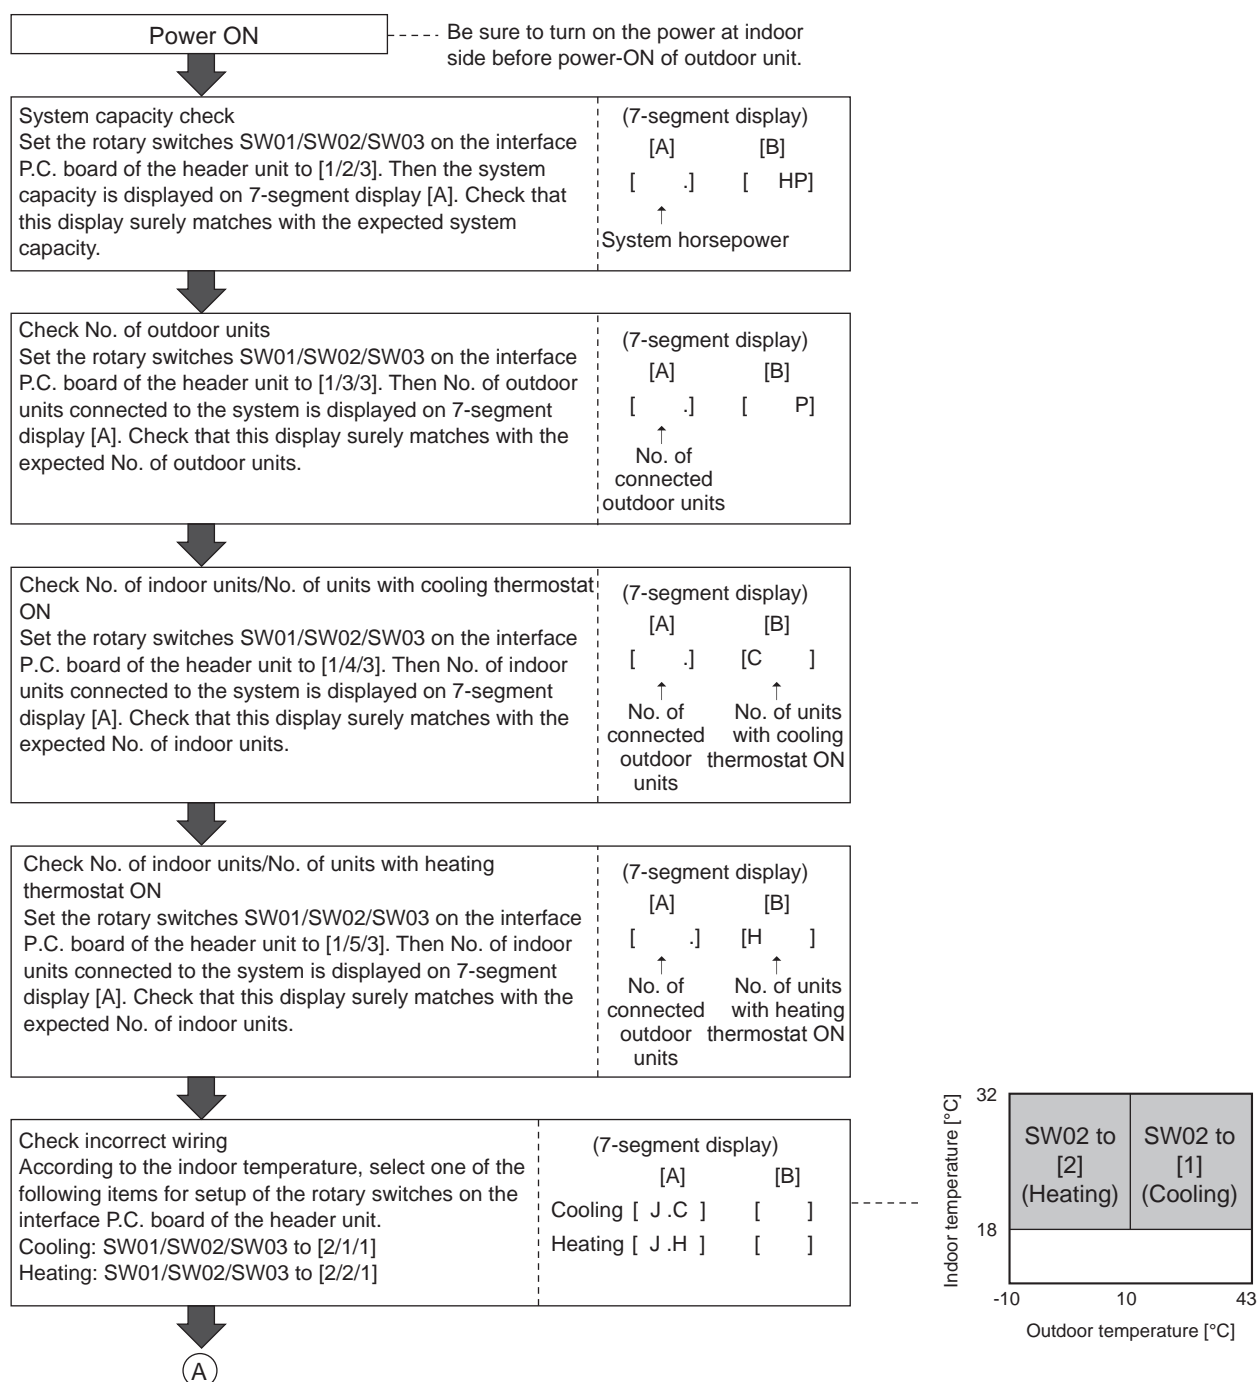 Power ON
Be sure to turn on the power at indoor
side before power-ON of outdoor unit.
System capacity check
Set the rotary switches SW01/SW02/SW03 on the interface
P.C. board of the header unit to [1/2/3]. Then the system
capacity is displayed on 7-segment display [A]. Check that
this display surely matches with the expected system
capacity.
(7-segment display)
[A] [B]
[ .] [ HP]
↑
System horsepower
Check No. of outdoor units
Set the rotary switches SW01/SW02/SW03 on the interface
P.C. board of the header unit to [1/3/3]. Then No. of outdoor
units connected to the system is displayed on 7-segment
display [A]. Check that this display surely matches with the
expected No. of outdoor units.
(7-segment display)
[A] [B]
[ .] [ P]
↑
No. of
connected
outdoor units
Check No. of indoor units/No. of units with cooling thermostat
ON
Set the rotary switches SW01/SW02/SW03 on the interface
P.C. board of the header unit to [1/4/3]. Then No. of indoor
units connected to the system is displayed on 7-segment
display [A]. Check that this display surely matches with the
expected No. of indoor units.
(7-segment display)
[A] [B]
[ .] [C ]
↑ ↑
No. of
connected
outdoor
units
No. of units
with cooling
thermostat ON
Check No. of indoor units/No. of units with heating
thermostat ON
Set the rotary switches SW01/SW02/SW03 on the interface
P.C. board of the header unit to [1/5/3]. Then No. of indoor
units connected to the system is displayed on 7-segment
display [A]. Check that this display surely matches with the
expected No. of indoor units.
(7-segment display)
[A] [B]
[ .] [H ]
↑ ↑
No. of
connected
outdoor
units
No. of units
with heating
thermostat ON
Check incorrect wiring
According to the indoor temperature, select one of the
following items for setup of the rotary switches on the
interface P.C. board of the header unit.
Cooling: SW01/SW02/SW03 to [2/1/1]
Heating: SW01/SW02/SW03 to [2/2/1]
(7-segment display)
[A] [B]
Cooling [ J .C ] [ ]
Heating [ J .H ] [ ]
Indoor temperature [°C]
32
18
SW02 to
[2]
(Heating)
SW02 to
[1]
(Cooling)
-10 10 43
Outdoor temperature [°C]
A